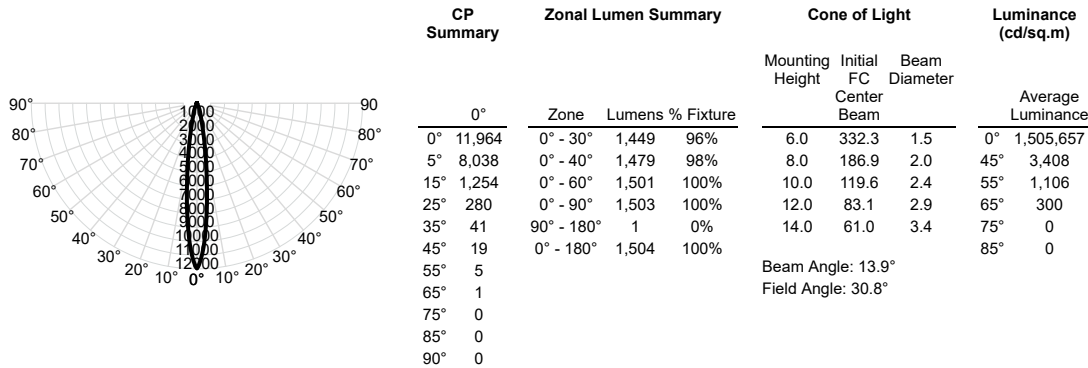 90°
80°
70°
60°
50°
40°
30°
20°
10°
0°
10°
20°
30°
40°
50°
60°
70°
80°
90
1000
2000
3000
4000
5000
6000
7000
8000
9000
10000
11000
12000
CP Summary
0°
0° 11,964
5° 8,038
15° 1,254
25° 280
35° 41
45° 19
55° 5
65° 1
75° 0
85° 0
90° 0
Zonal Lumen Summary
Zone Lumens % Fixture
0° - 30° 1,449 96%
0° - 40° 1,479 98%
0° - 60° 1,501 100%
0° - 90° 1,503 100%
90° - 180° 1 0%
0° - 180° 1,504 100%
Cone of Light
Mounting Height Initial FC Center Beam Beam Diameter
6.0 332.3 1.5
8.0 186.9 2.0
10.0 119.6 2.4
12.0 83.1 2.9
14.0 61.0 3.4
Beam Angle: 13.9°
Field Angle: 30.8°
Luminance (cd/sq.m)
Average Luminance
0° 1,505,657
45° 3,408
55° 1,106
65° 300
75° 0
85° 0